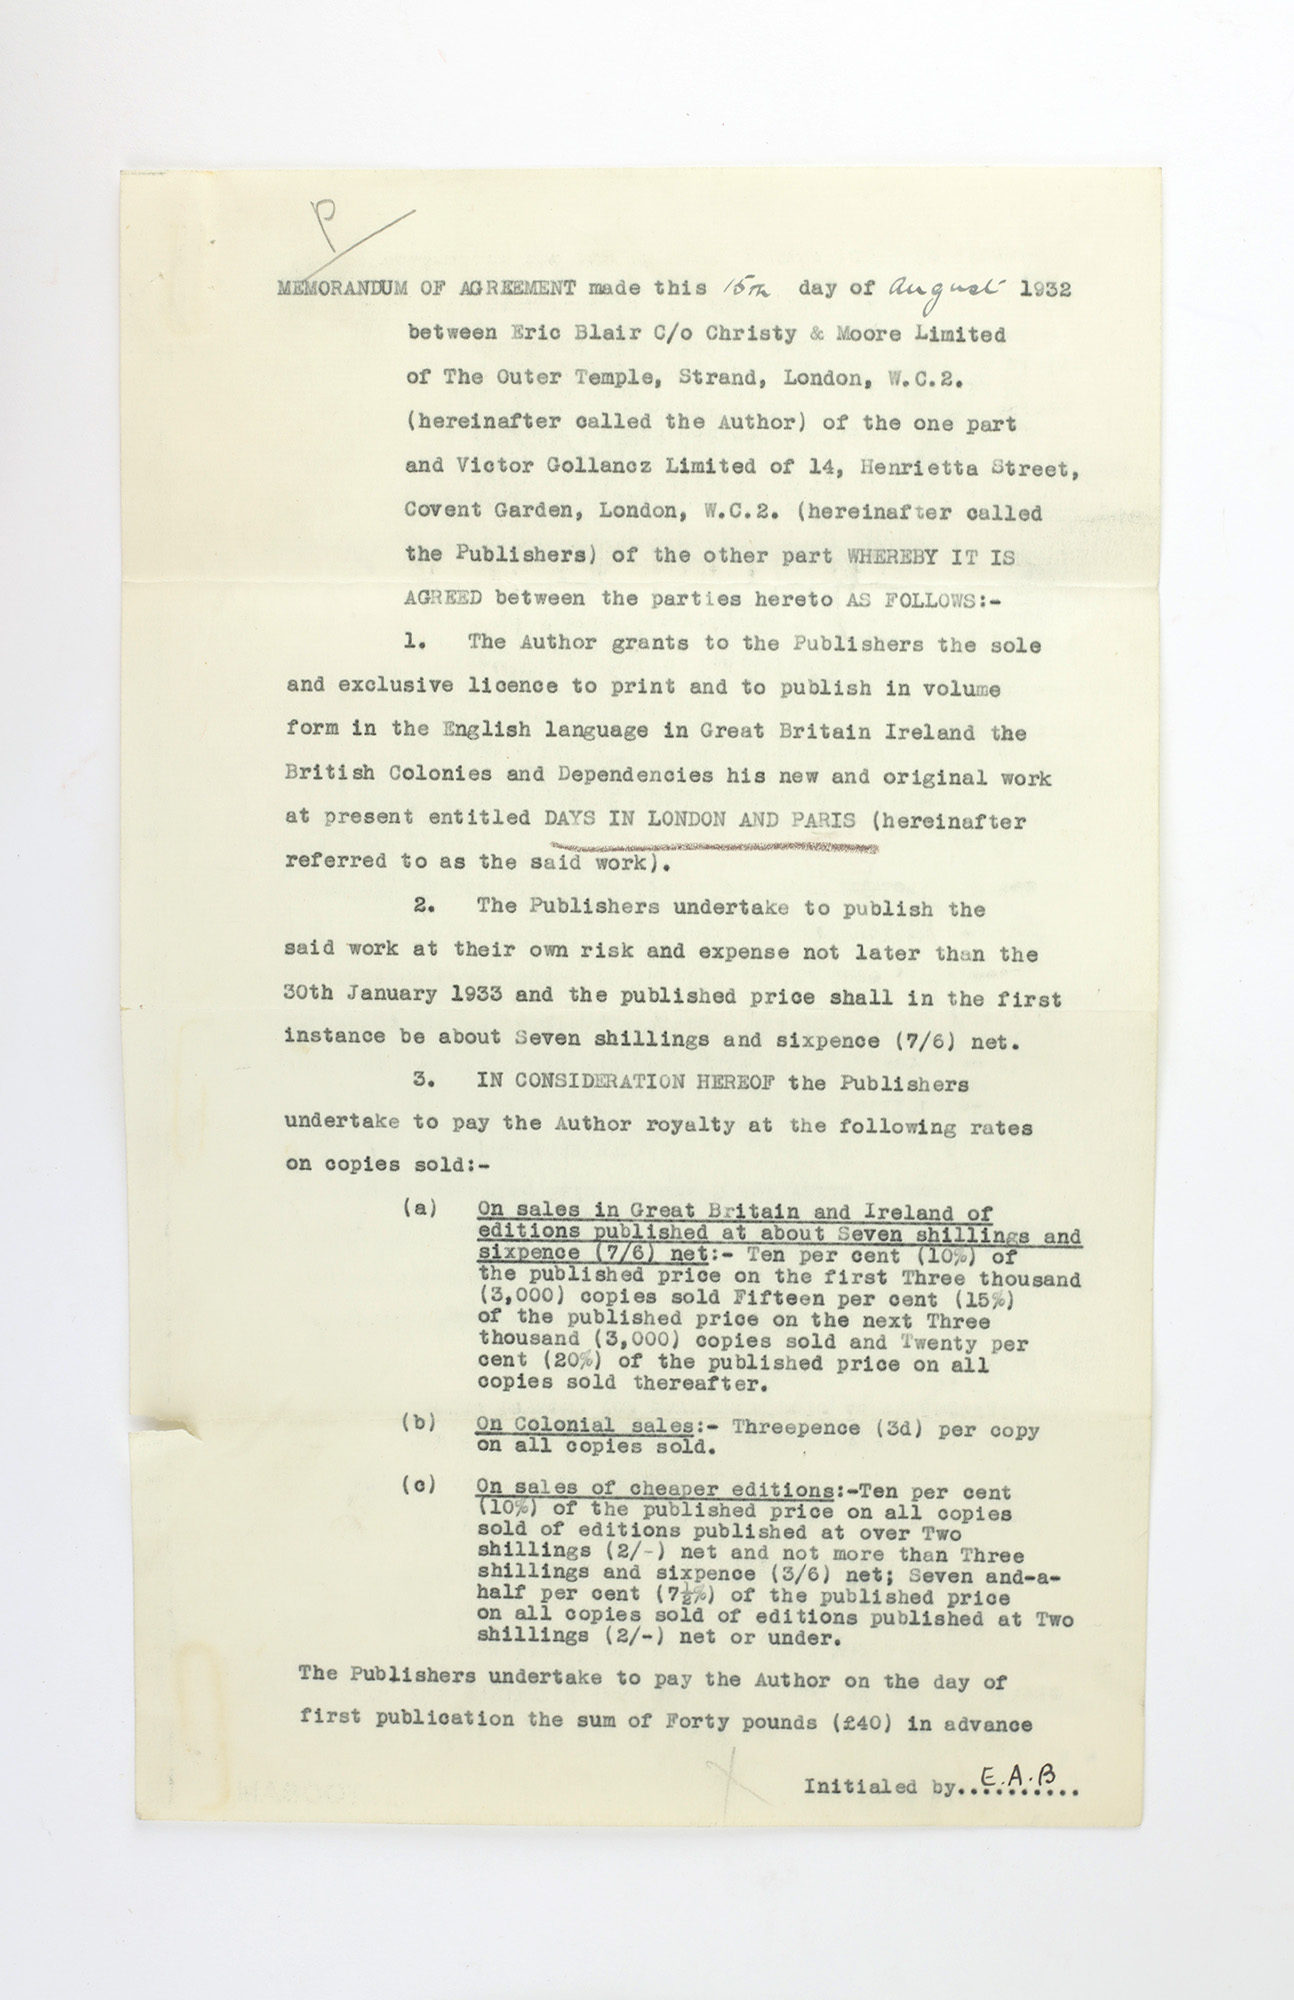 P
MEMORANDUM OF AGREEMENT made this 15th day of August 1932
between Eric Blair C/o Christy & Moore Limited
of The Outer Temple, Strand, London, W.C.2.
(hereinafter called the Author) of the one part
and Victor Gollancz Limited of 14, Henrietta Street,
Covent Garden, London, W.C.2. (hereinafter called
the Publishers) of the other part WHEREBY IT IS
AGREED between the parties hereto AS FOLLOWS:-
1. The Author grants to the Publishers the sole
and exclusive licence to print and to publish in volume
form in the English language in Great Britain Ireland the
British Colonies and Dependencies his new and original work
at present entitled DAYS IN LONDON AND PARIS (hereinafter
referred to as the said work).
2. The Publishers undertake to publish the
said work at their own risk and expense not later than the
30th January 1933 and the published price shall in the first
instance be about Seven shillings and sixpence (7/6) net.
3. IN CONSIDERATION HEREOF the Publishers
undertake to pay the Author royalty at the following rates
on copies sold:-
(a) On sales in Great Britain and Ireland of
editions published at about Seven shillings and
sixpence (7/6) net:- Ten per cent (10%) of
the published price on the first Three thousand
(3,000) copies sold Fifteen per cent (15%)
of the published price on the next Three
thousand (3,000) copies sold and Twenty per
cent (20%) of the published price on all
copies sold thereafter.
(b) On Colonial sales:- Threepence (3d) per copy
on all copies sold.
(c) On sales of cheaper editions:-Ten per cent
(10%) of the published price on all copies
sold of editions published at over Two
shillings (2/-) net and not more than Three
shillings and sixpence (3/6) net; Seven and-a-
half per cent (7½%) of the published price
on all copies sold of editions published at Two
shillings (2/-) net or under.
The Publishers undertake to pay the Author on the day of
first publication the sum of Forty pounds (£40) in advance
Initialed by..E.A.B........